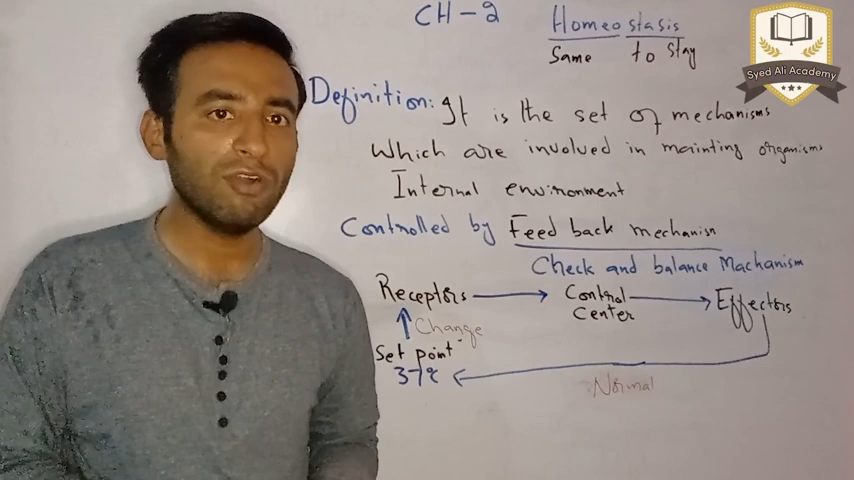 CH-2
Homeostasis
Same to stay
Syed Ali Academy
Definition: It is the set of mechanisms
Which are involved in mainting organisms
Internal environment
Controlled by Feed back mechanism
Check and balance Machanism
Receptors Control Center Effectors
Change
Set point
37°C
Normal